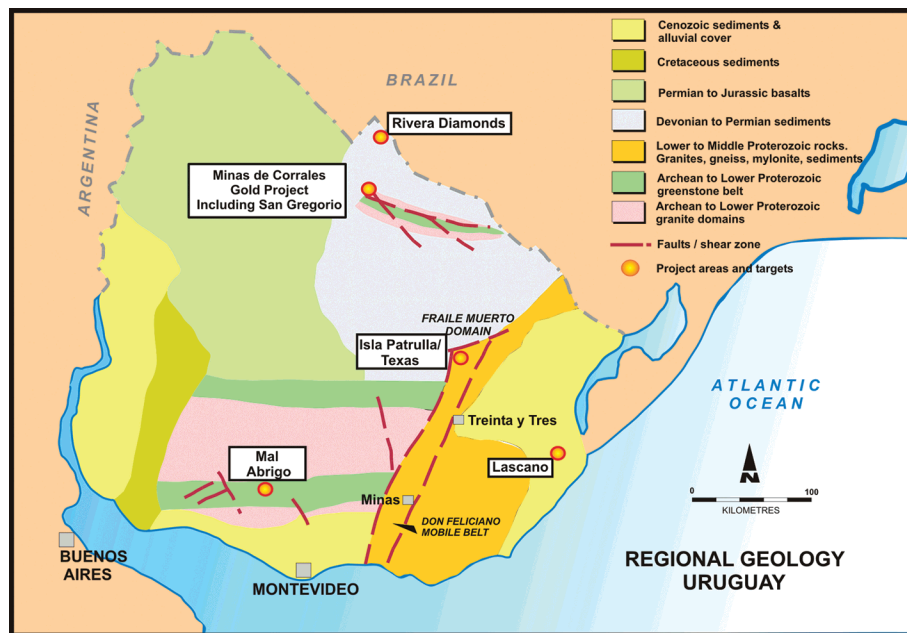 Cenozoic sediments &
alluvial cover
Cretaceous sediments
Permian to Jurassic basalts
Devonian to Permian sediments
Lower to Middle Proterozoic rocks.
Granites, gneiss, mylonite, sediments
Archean to Lower Proterozoic
greenstone belt
Archean to Lower Proterozoic
granite domains
Faults / shear zone
Project areas and targets
BRAZIL
ARGENTINA
Rivera Diamonds
Minas de Corrales
Gold Project
Including San Gregorio
FRAILE MUERTO
DOMAIN
Isla Patrulla/
Texas
Treinta y Tres
Mal
Abrigo
Lascano
Minas
DON FELICIANO
MOBILE BELT
BUENOS
AIRES
MONTEVIDEO
ATLANTIC
OCEAN
N
0 100
KILOMETRES
REGIONAL GEOLOGY
URUGUAY